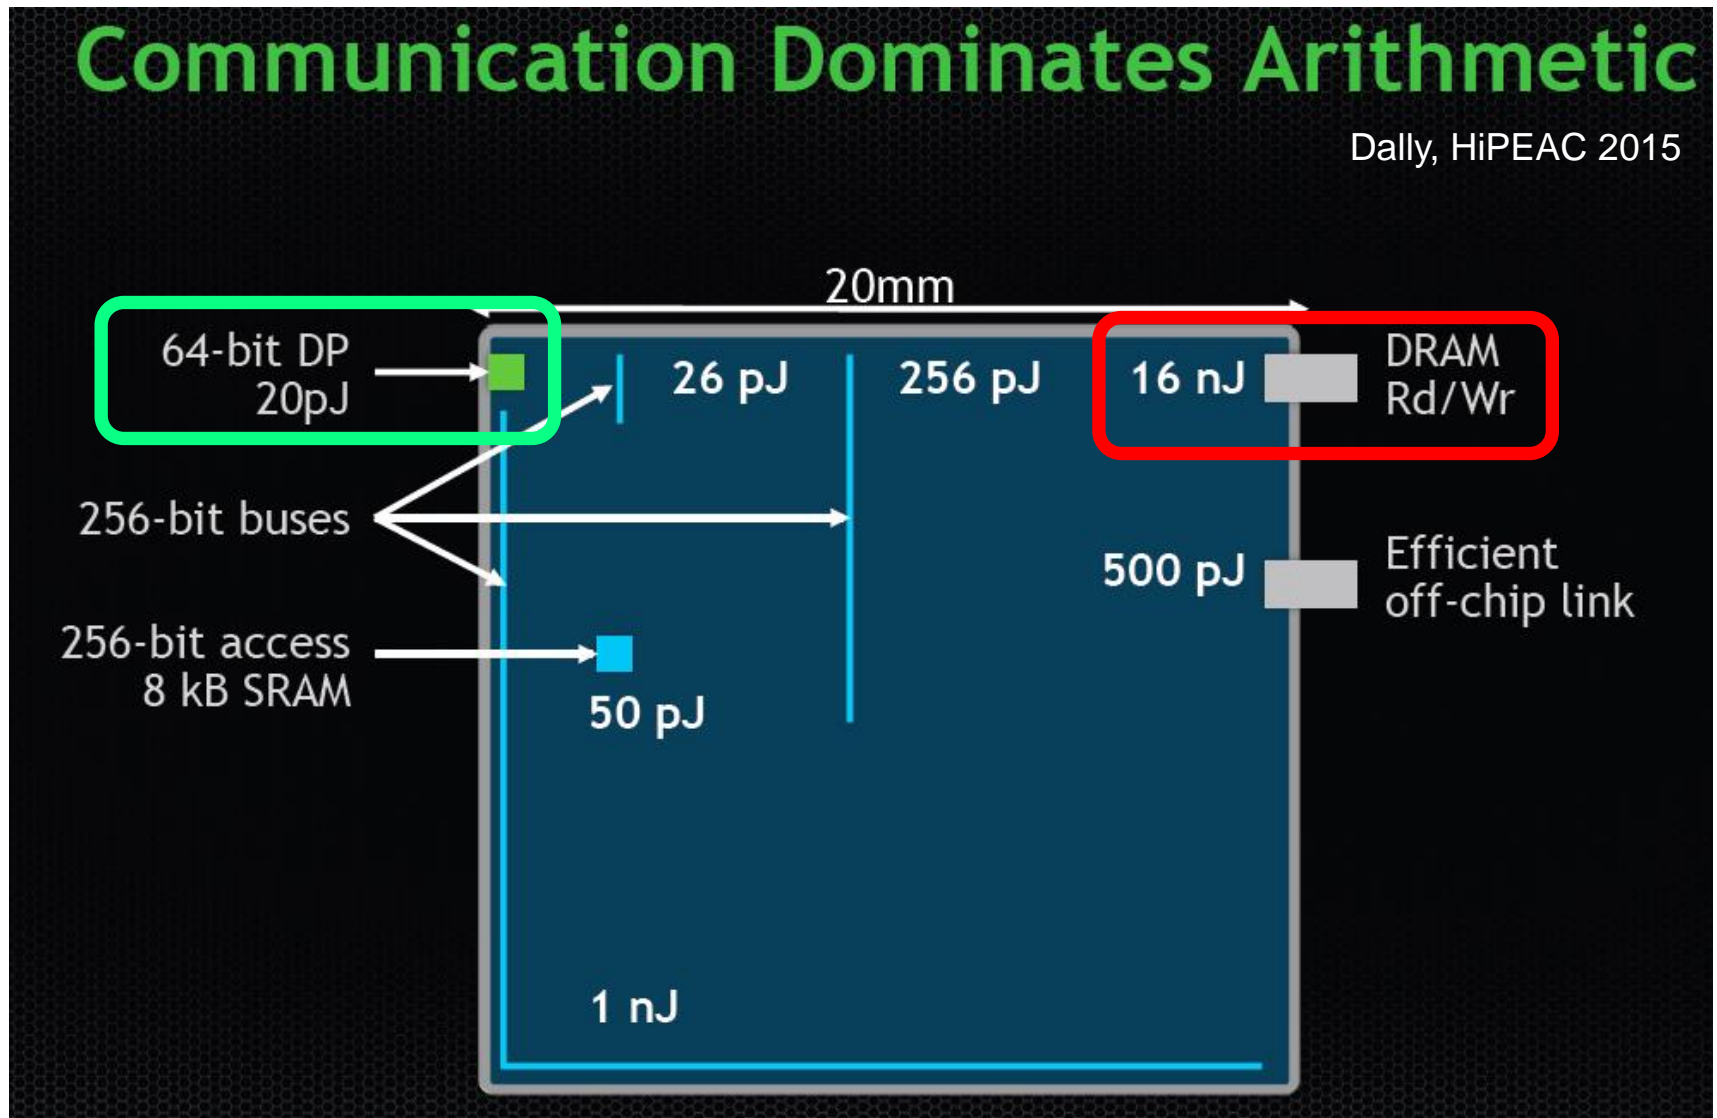 Communication Dominates Arithmetic
Dally, HiPEAC 2015
20mm
64-bit DP
20pJ
26 pJ
256 pJ
16 nJ
DRAM
Rd/Wr
256-bit buses
500 pJ
Efficient
off-chip link
256-bit access
8 kB SRAM
50 pJ
1 nJ